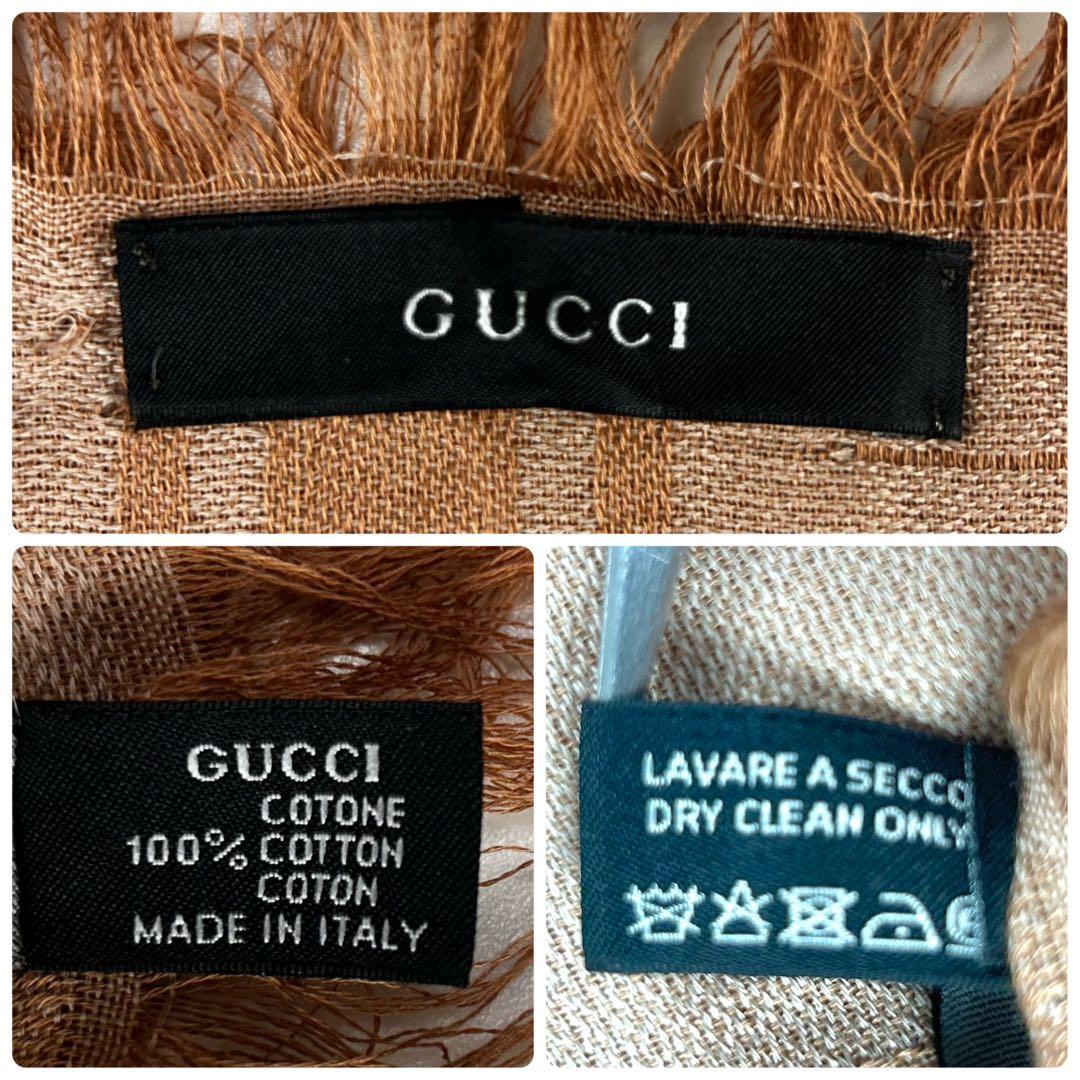 GUCCI
GUCCI
COTONE
100% COTTON
COTON
MADE IN ITALY
LAVARE A SECCO
DRY CLEAN ONLY